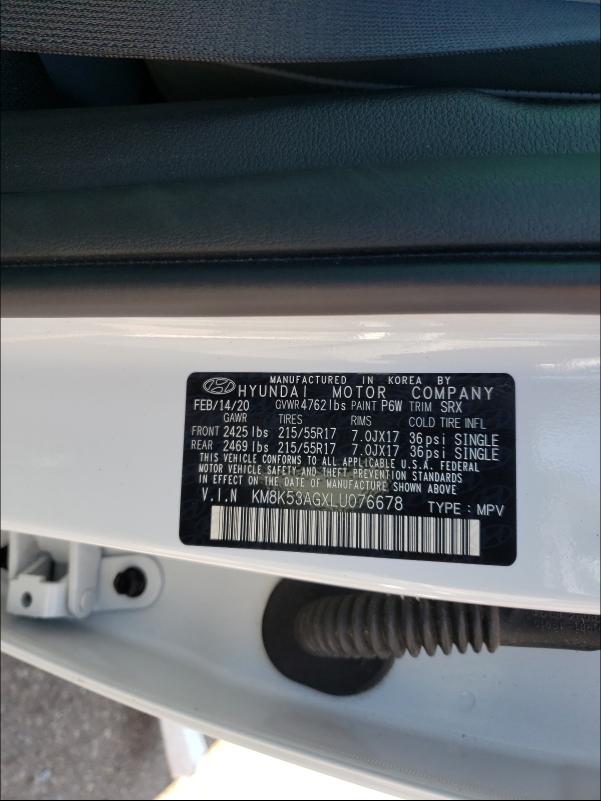 MANUFACTURED IN KOREA BY
HYUNDAI MOTOR COMPANY
FEB/14/20 GVWR 4762 lbs PAINT P6W TRIM SRX
GAWR TIRES RIMS COLD TIRE INFL
FRONT 2425 lbs 215/55R17 7.0JX17 36psi SINGLE
REAR 2469 lbs 215/55R17 7.0JX17 36psi SINGLE
THIS VEHICLE CONFORMS TO ALL APPLICABLE U.S.A. FEDERAL
MOTOR VEHICLE SAFETY AND THEFT PREVENTION STANDARDS IN EFFECT
ON THE DATE OF MANUFACTURE SHOWN ABOVE
V.I.N KM8K53AGXLU076678 TYPE : MPV